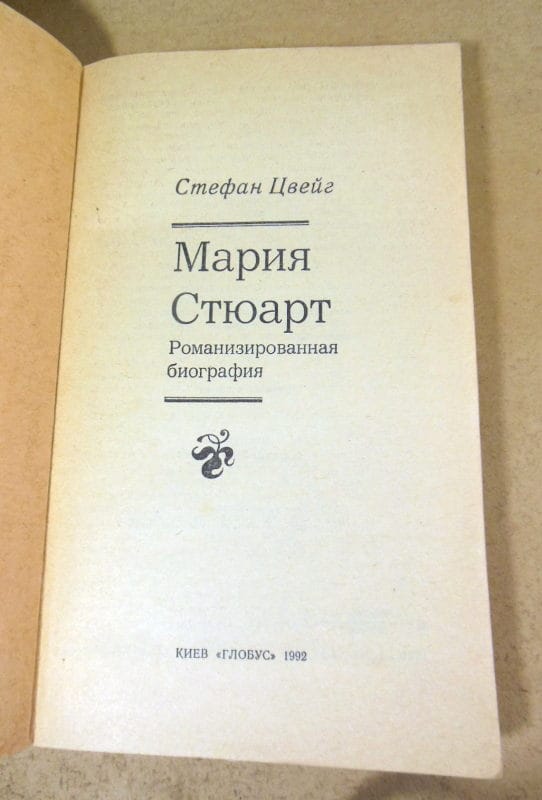 Стефан Цвейг
Мария
Стюарт
Романизированная
биография
КИЕВ «ГЛОБУС» 1992